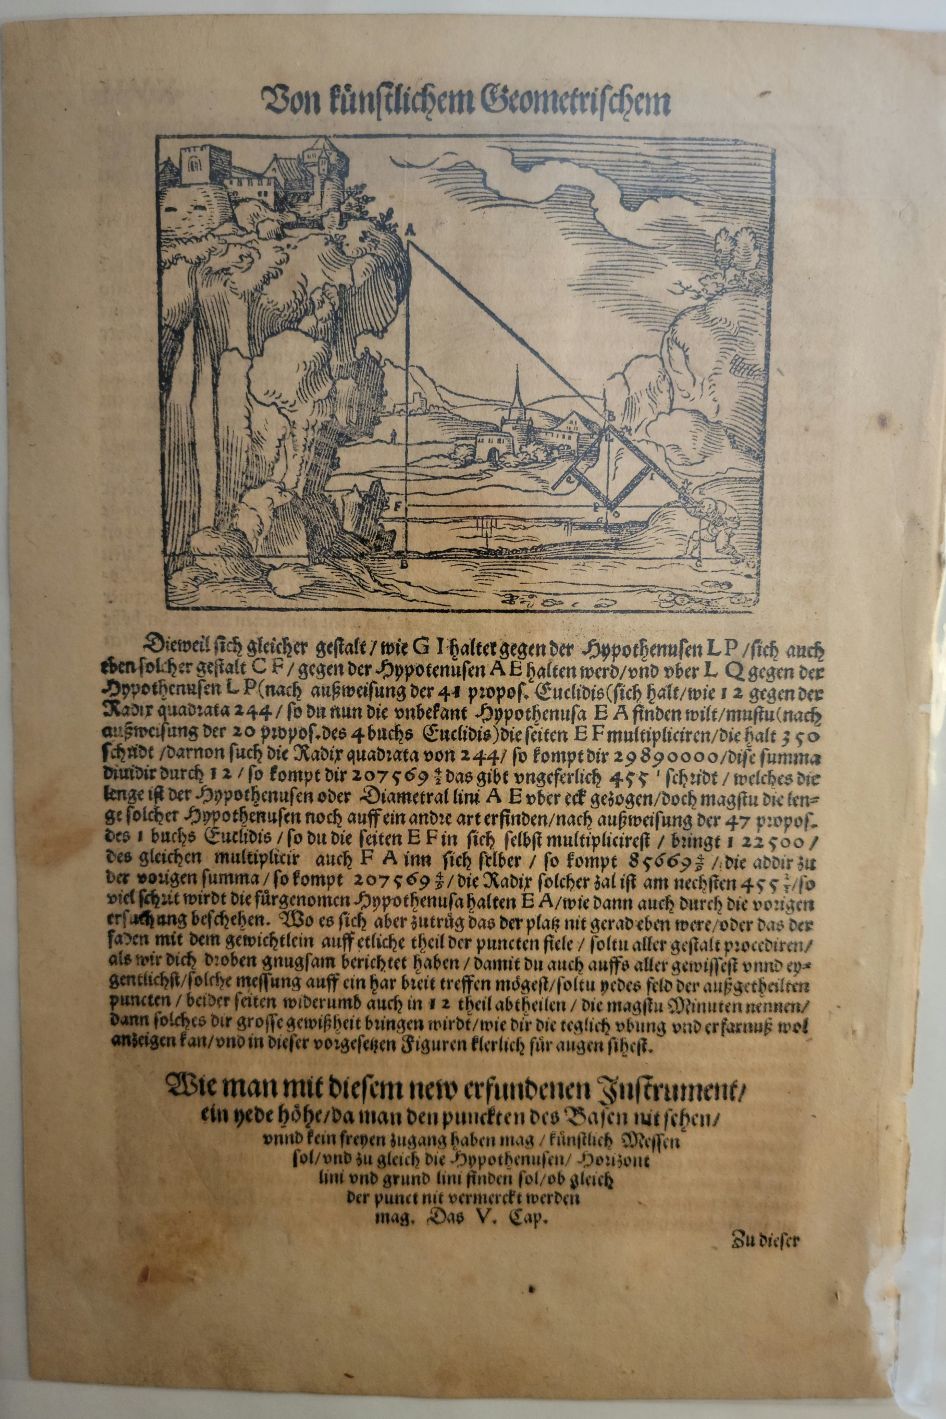 Von künstlichem Geometrischem
A
B
F
E
L
B
C
Dieweil sich gleicher gestalt / wie G I haltet gegen der Hypothenusen L P / sich auch
eben solcher gestalt C F / gegen der Hypotenusen A E halten werd / vnd vber L Q gegen der
Hypothenusen L P (nach außweisung der 41 propos. Euclidis (sich halt / wie 12 gegen der
Radix quadrata 244 / so du nun die vnbekant Hypothenusa E A finden wilt / mustu (nach
außweisung der 20 propos. des 4 buchs Euclidis) die seiten E F multipliciren / die halt 350
schridt / darnon such die Radix quadrata von 244 / so kompt dir 29890000 / dise summa
diuidir durch 12 / so kompt dir 207569 4/9 das gibt vngeferlich 455 schridt / welches die
lenge ist der Hypothenusen oder Diametral lini A E vber eck gezogen / doch magstu die len=
ge solcher Hypothenusen noch auff ein andre art erfinden / nach außweisung der 47 propos.
des 1 buchs Euclidis / so du die seiten E F in sich selbst multiplicirest / bringt 122500 /
des gleichen multiplicir auch F A inn sich selber / so kompt 85669 4/9 / die addir zu
der vorigen summa / so kompt 207569 4/9 / die Radix solcher zal ist am nechsten 455 / so
viel schrit wirdt die fürgenomen Hypothenusa halten E A / wie dann auch durch die vorigen
ersuchung beschehen. Wo es sich aber zutrüg das der platz nit gerad eben were / oder das der
faden mit dem gewichtlein auff etliche theil der puncten fiele / soltu aller gestalt procediren /
als wir dich droben gnugsam berichtet haben / damit du auch auffs aller gewissest vnnd ey=
gentlichst / solche messung auff ein har breit treffen mögest / soltu yedes feld der außgetheilten
puncten / beider seiten widerumb auch in 12 theil abtheilen / die magstu Minuten nennen /
dann solches dir grosse gewißheit bringen wirdt / wie dir die teglich vbung vnd erfarnuß wol
anzeigen kan / vnd in dieser vorgesetzen Figuren klerlich für augen sihest.
Wie man mit diesem new erfundenen Instrument /
ein yede höhe / da man den punckten des Basen nit sehen /
vnnd kein freyen zugang haben mag / künstlich Messen
sol / vnd zu gleich die Hypothenusen / Horizont
lini vnd grund lini finden sol / ob gleich
der punct nit vermerckt werden
mag. Das V. Cap.
Zu dieser